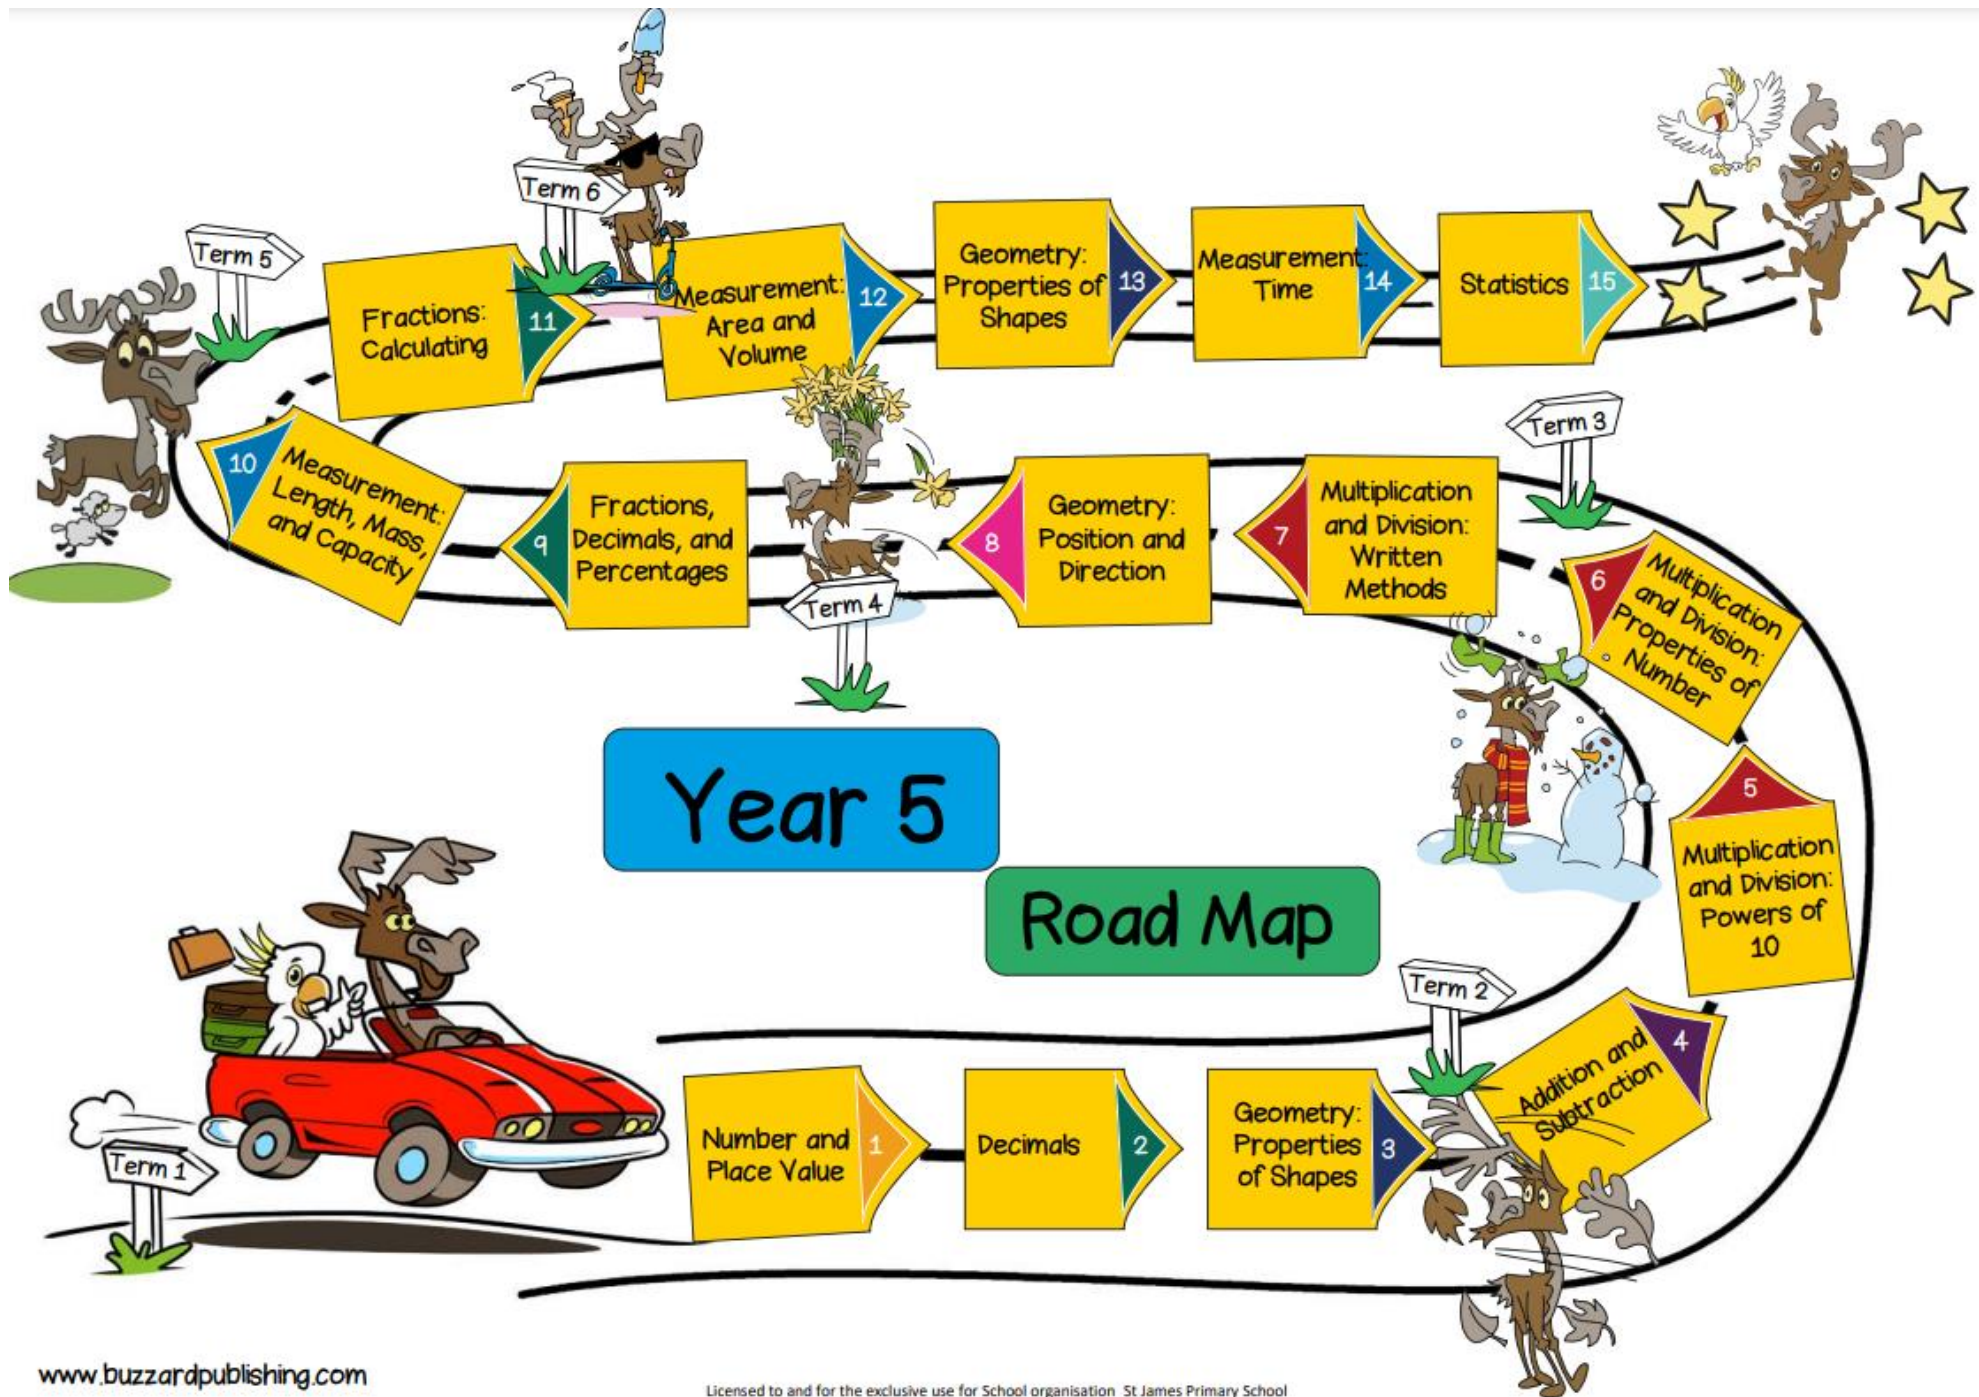 Term 1
Number and
Place Value
1
Decimals
2
Geometry:
Properties
of Shapes
3
Term 2
Addition and
Subtraction
4
5
Multiplication
and Division:
Powers of
10
6
Multiplication
and Division:
Properties of
Number
Term 3
7
Multiplication
and Division:
Written
Methods
8
Geometry:
Position and
Direction
Term 4
9
Fractions,
Decimals, and
Percentages
10
Measurement:
Length, Mass,
and Capacity
Term 5
Fractions:
Calculating
11
Term 6
Measurement:
Area and
Volume
12
Geometry:
Properties of
Shapes
13
Measurement:
Time
14
Statistics
15
Year 5
Road Map
www.buzzardpublishing.com
Licensed to and for the exclusive use for School organisation St James Primary School